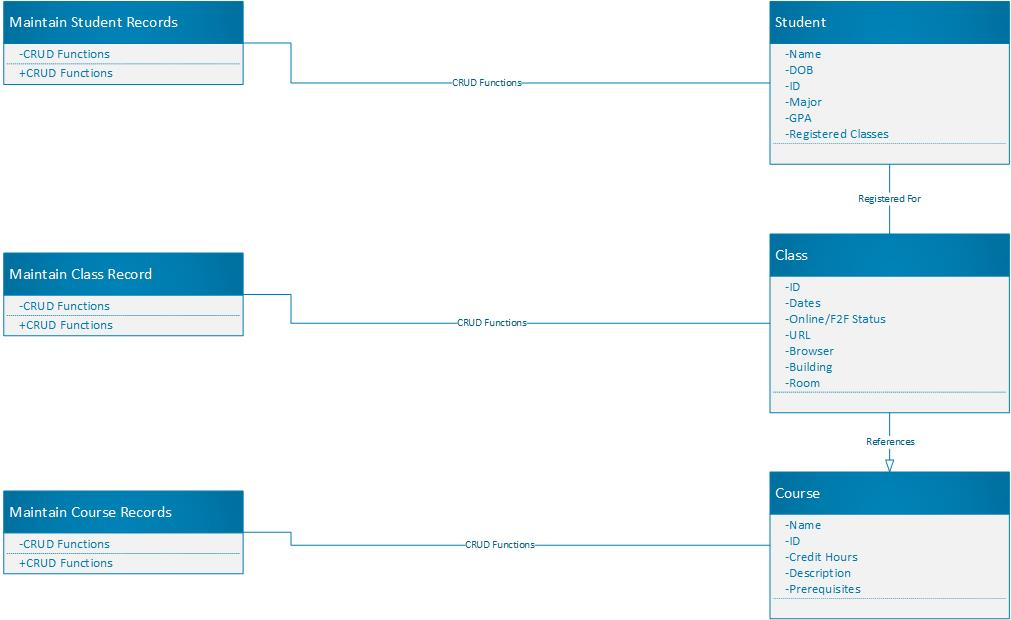 Maintain Student Records
-CRUD Functions
+CRUD Functions
CRUD Functions
Student
-Name
-DOB
-ID
-Major
-GPA
-Registered Classes
Registered For
Maintain Class Record
-CRUD Functions
+CRUD Functions
CRUD Functions
Class
-ID
-Dates
-Online/F2F Status
-URL
-Browser
-Building
-Room
References
Maintain Course Records
-CRUD Functions
+CRUD Functions
CRUD Functions
Course
-Name
-ID
-Credit Hours
-Description
-Prerequisites